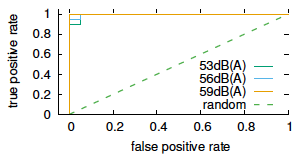 1
0.8
0.6
0.4
0.2
0
true positive rate
53dB(A)
56dB(A)
59dB(A)
random
0 0.2 0.4 0.6 0.8 1
false positive rate